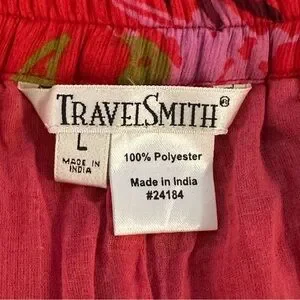 TRAVELSMITH®
L
MADE IN
INDIA
100% Polyester
Made in India
#24184